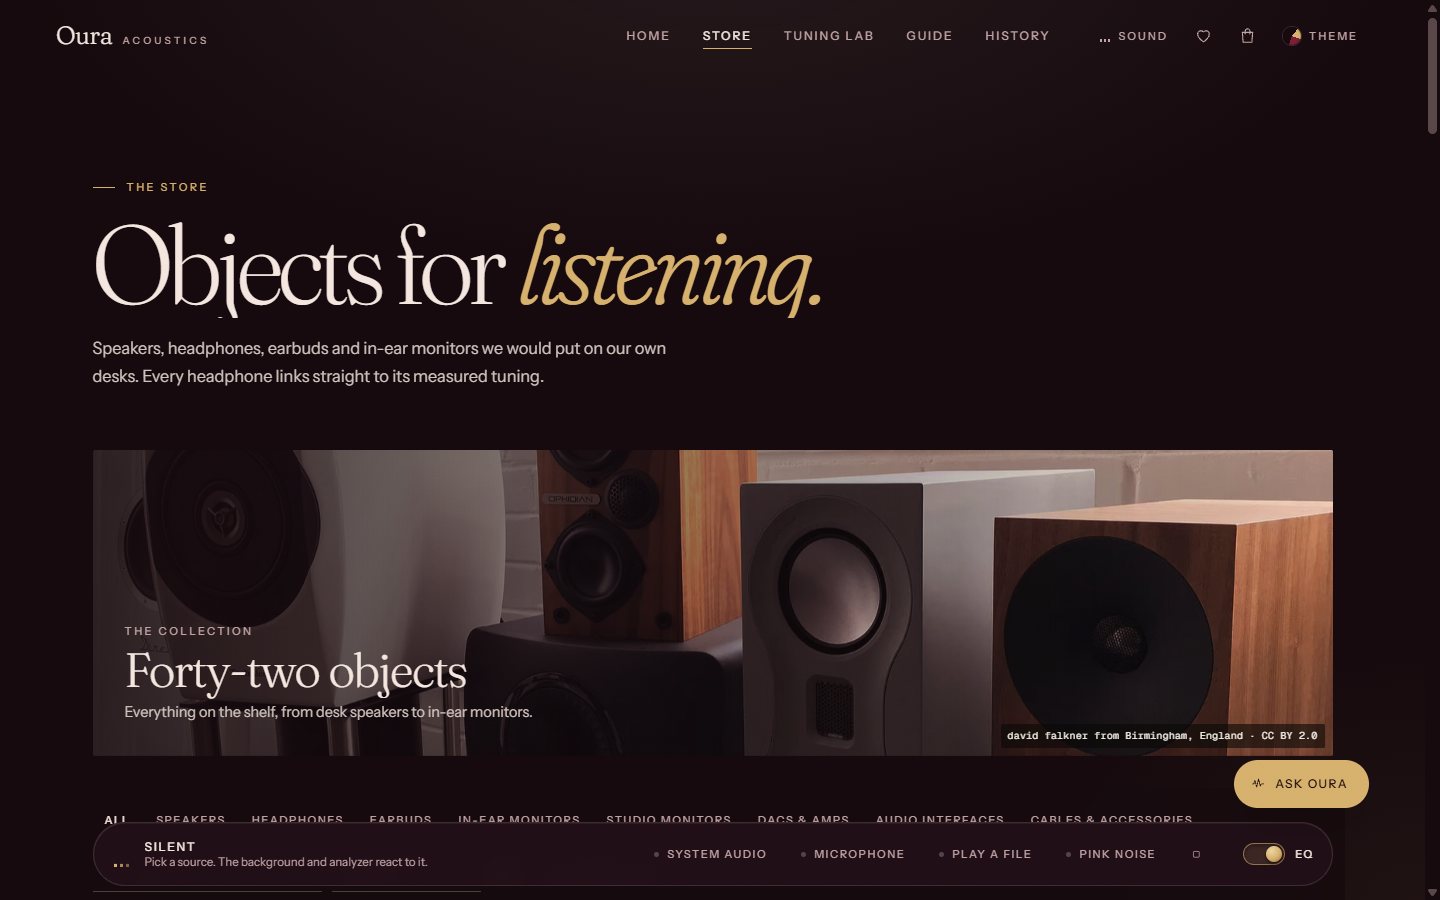 Oura ACOUSTICS
HOME STORE TUNING LAB GUIDE HISTORY SOUND THEME
THE STORE
Objects for listening.
Speakers, headphones, earbuds and in-ear monitors we would put on our own
desks. Every headphone links straight to its measured tuning.
OPHIDIAN
THE COLLECTION
Forty-two objects
Everything on the shelf, from desk speakers to in-ear monitors.
david falkner from Birmingham, England · CC BY 2.0
ASK OURA
ALL SPEAKERS HEADPHONES EARBUDS IN-EAR MONITORS STUDIO MONITORS DACS & AMPS AUDIO INTERFACES CABLES & ACCESSORIES
SILENT
Pick a source. The background and analyzer react to it.
SYSTEM AUDIO MICROPHONE PLAY A FILE PINK NOISE EQ